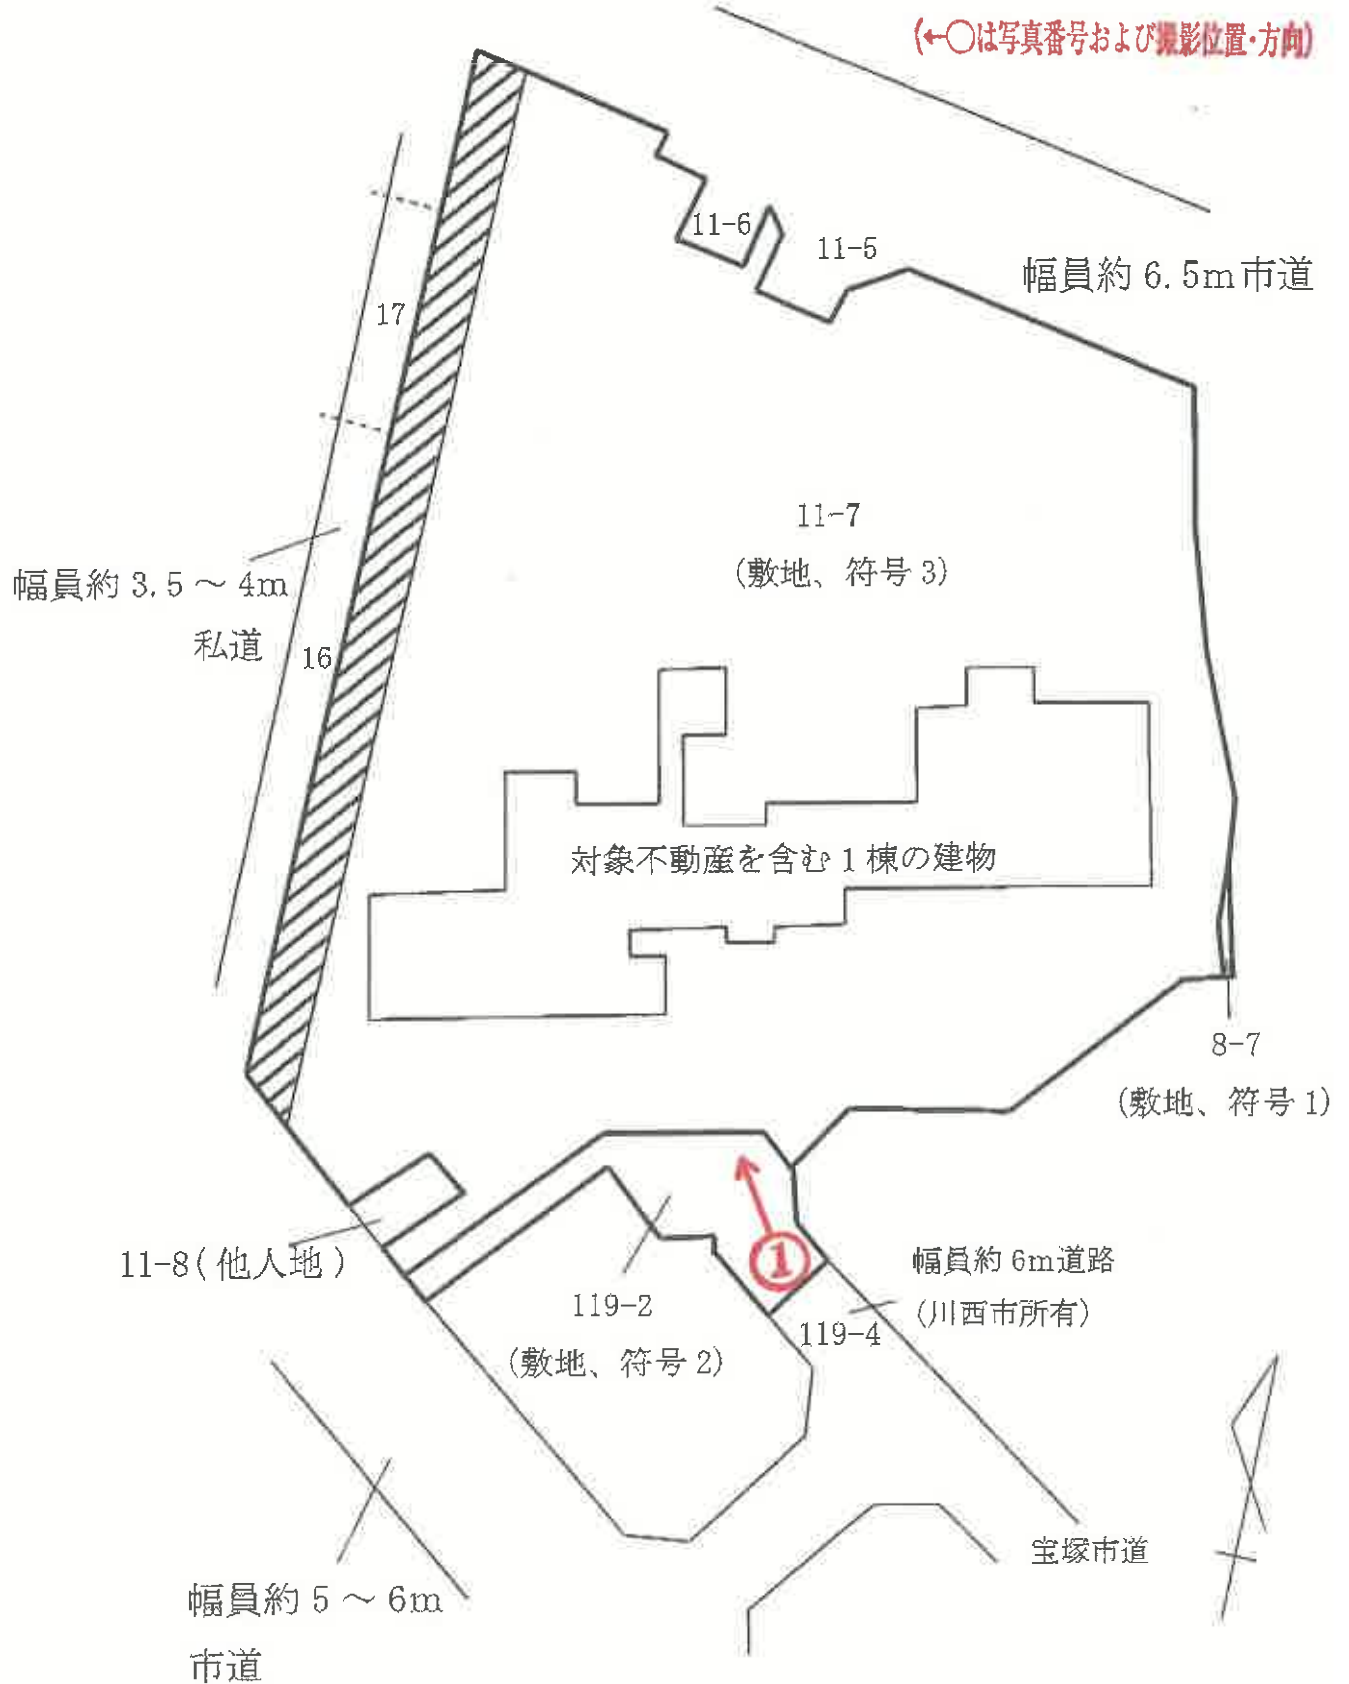 (←○は写真番号および撮影位置・方向)
11-6
11-5
幅員約 6.5m市道
17
11-7
(敷地、符号3)
幅員約 3.5～4m
私道
16
対象不動産を含む1棟の建物
8-7
(敷地、符号1)
11-8(他人地)
①
幅員約 6m道路
(川西市所有)
119-2
(敷地、符号2)
119-4
宝塚市道
幅員約 5～6m
市道